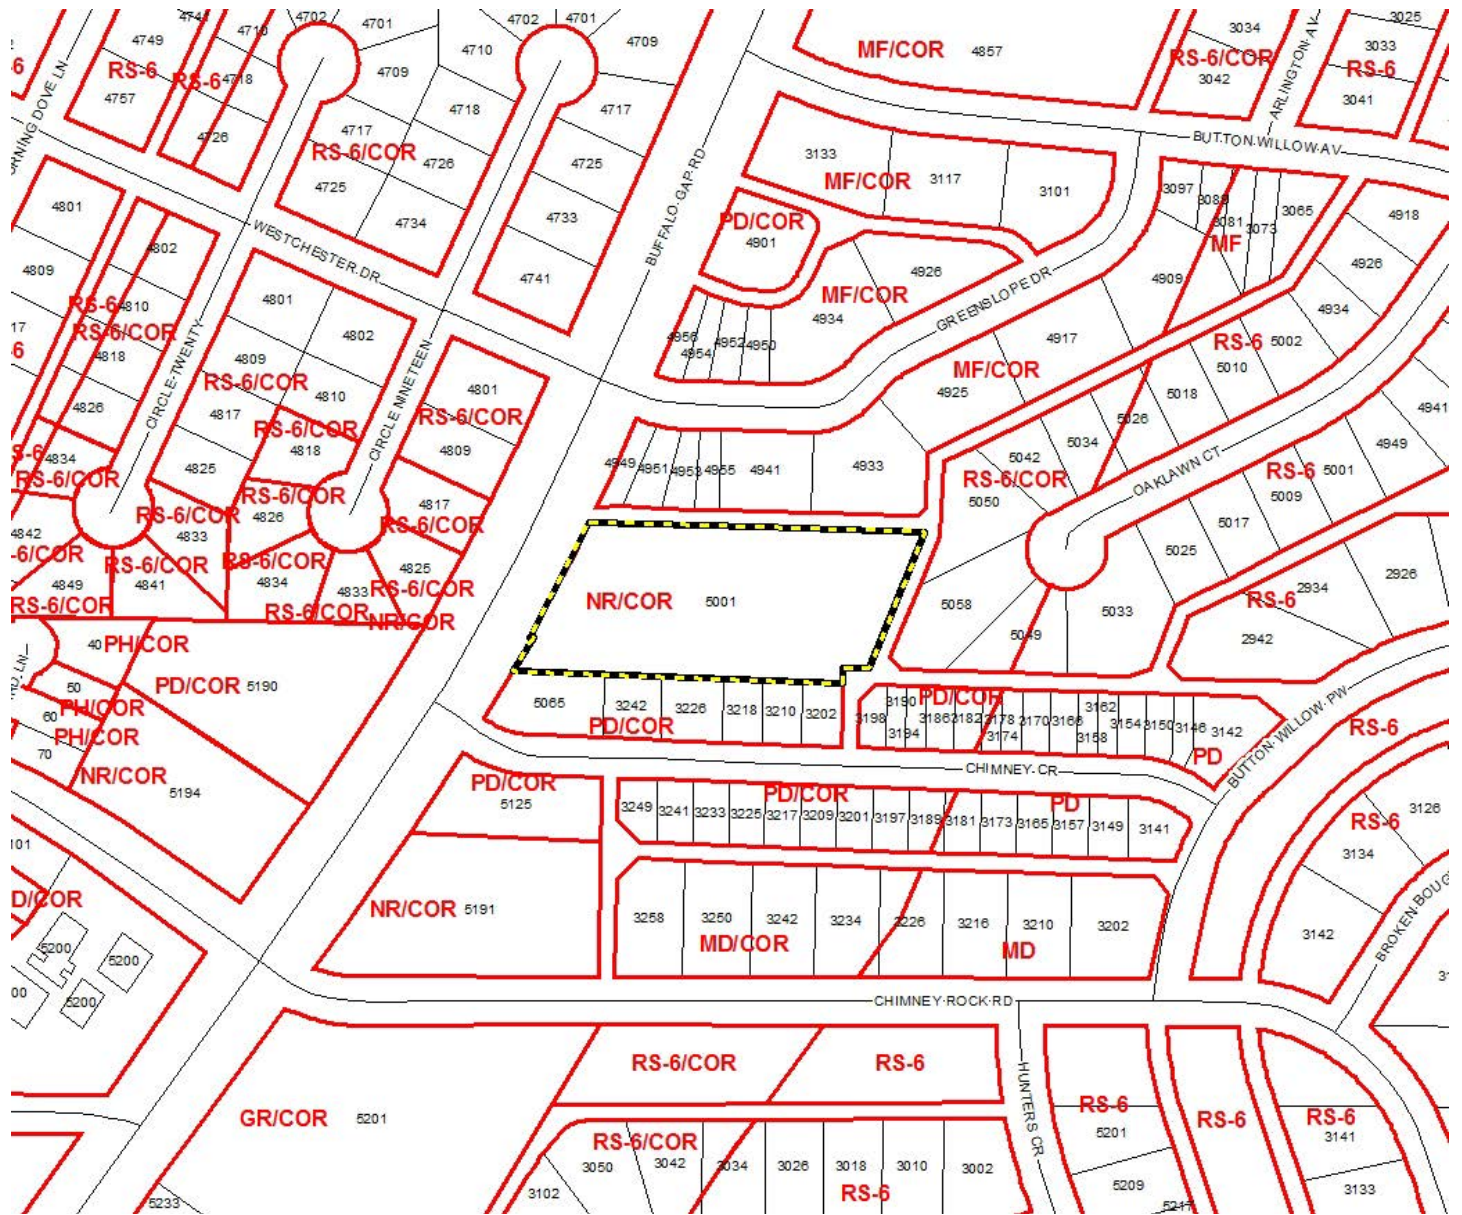 4741
4710
4702
4701
4702
4701
4709
MF/COR
4857
3034
3025
4749
RS-6
RS-6
4718
4709
4710
RS-6/COR
3042
3033
RS-6
4757
4726
4717
RS-6/COR
4718
4726
4717
ARLINGTON AV
3041
BUTTON WILLOW AV
4725
4734
4725
4733
3133
MF/COR
3117
3101
3097
3089
3081
3073
3065
MF
4918
4801
4802
WESTCHESTER DR
4741
BUFFALO GAP RD
PD/COR
4901
4926
4909
4926
4809
RS-6
4810
RS-6/COR
4818
4801
4802
MF/COR
4934
GREENSLOPE DR
4917
4934
RS-6
5002
5010
4956
4954
4952
4950
4809
RS-6/COR
4810
4817
RS-6/COR
4818
4801
RS-6/COR
4809
MF/COR
4925
5018
5026
5034
4941
4826
CIRCLE TWENTY
CIRCLE NINETEEN
4834
RS-6/COR
4825
RS-6/COR
4826
4817
RS-6/COR
4949
4951
4953
4955
4941
4933
5042
RS-6/COR
5050
OAKLAWN CT
RS-6
5001
5009
4949
5017
5025
4842
RS-6/COR
4833
RS-6/COR
4841
4849
RS-6/COR
RS-6/COR
4834
RS-6/COR
4833
4825
RS-6/COR
NR/COR
NR/COR
5001
5058
5049
5033
2934
RS-6
2926
2942
40
PH/COR
50
PH/COR
60
PH/COR
70
NR/COR
5194
PD/COR 5190
5065
3242
3226
3218
3210
3202
PD/COR
3198
3190
3194
PD/COR
3186
3182
3178
3174
3170
3166
3162
3158
3154
3150
3146
3142
PD
BUTTON WILLOW PW
RS-6
CHIMNEY CR
PD/COR
5125
3249
3241
3233
3225
PD/COR
3217
3209
3201
3197
3189
3181
3173
PD
3165
3157
3149
3141
3126
RS-6
3134
NR/COR 5191
3258
3250
3242
3234
3226
3216
3210
3202
MD/COR
MD
3142
5200
5200
5200
CHIMNEY ROCK RD
RS-6/COR
RS-6
HUNTERS CR
RS-6
5201
RS-6
RS-6
3141
GR/COR
5201
RS-6/COR
3050
3042
3034
3026
3018
3010
3002
RS-6
3102
5233
5209
5217
3133